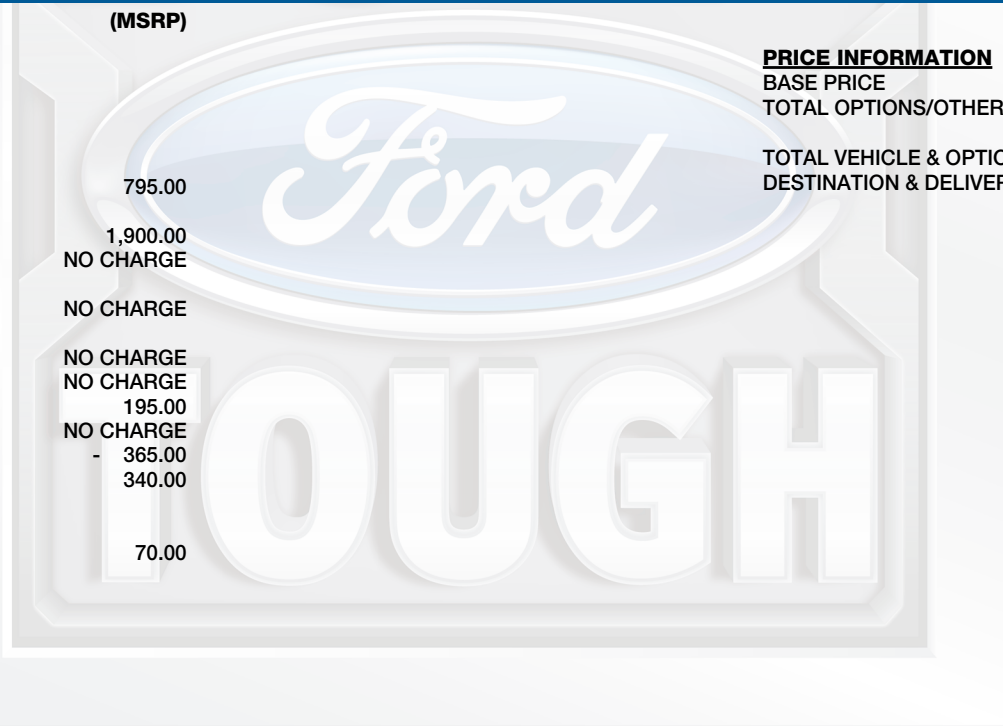 (MSRP)
795.00
1,900.00
NO CHARGE
NO CHARGE
NO CHARGE
NO CHARGE
195.00
NO CHARGE
- 365.00
340.00
70.00
PRICE INFORMATION
BASE PRICE
TOTAL OPTIONS/OTHER
TOTAL VEHICLE & OPTIO
DESTINATION & DELIVER
Ford
TOUGH